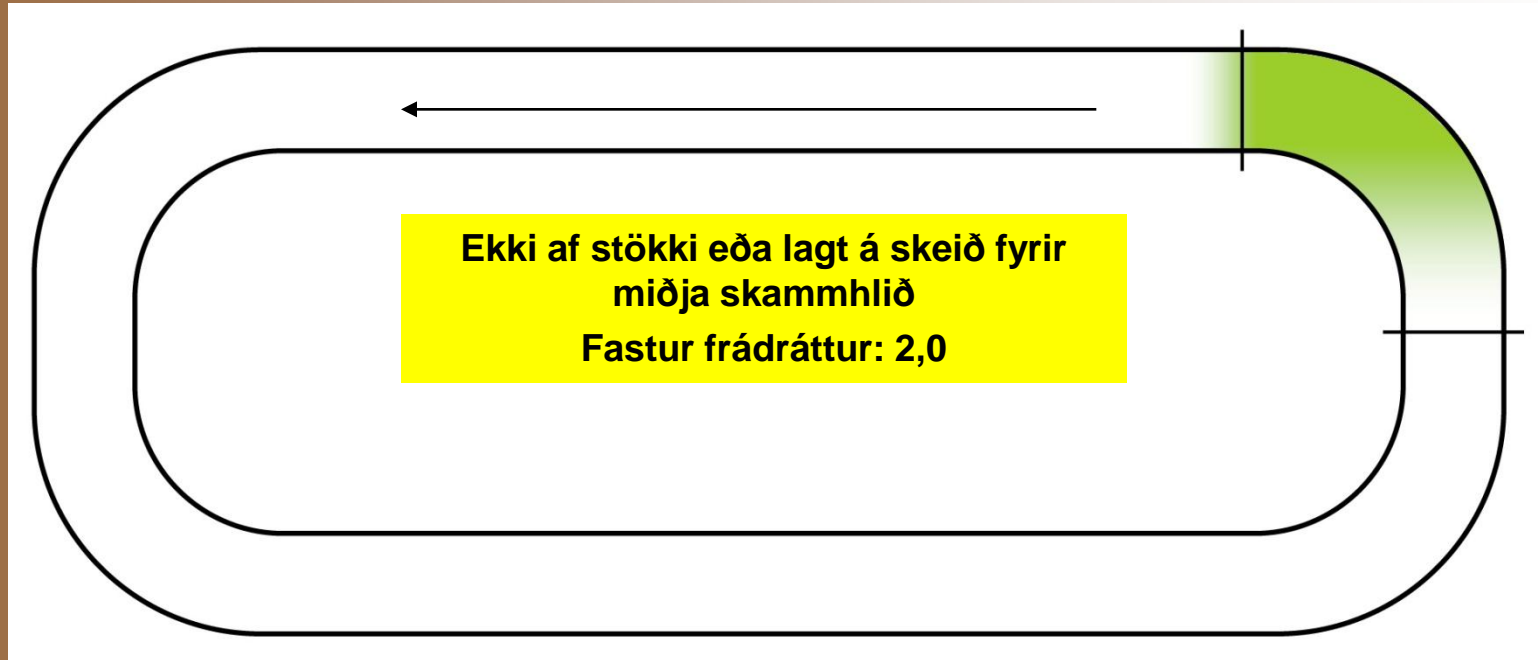 Ekki af stökki eða lagt á skeið fyrir
miðja skammhlið
Fastur frádráttur: 2,0